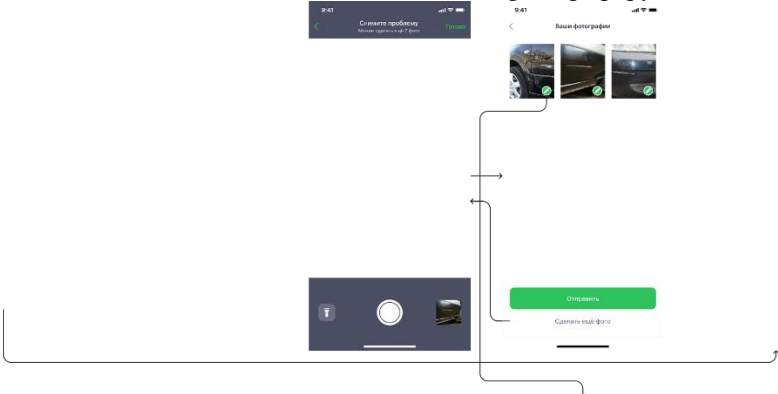 9:41
Снимите проблему
Можно сделать ещё 7 фото
Готово
9:41
Ваши фотографии
Отправить
Сделать ещё фото